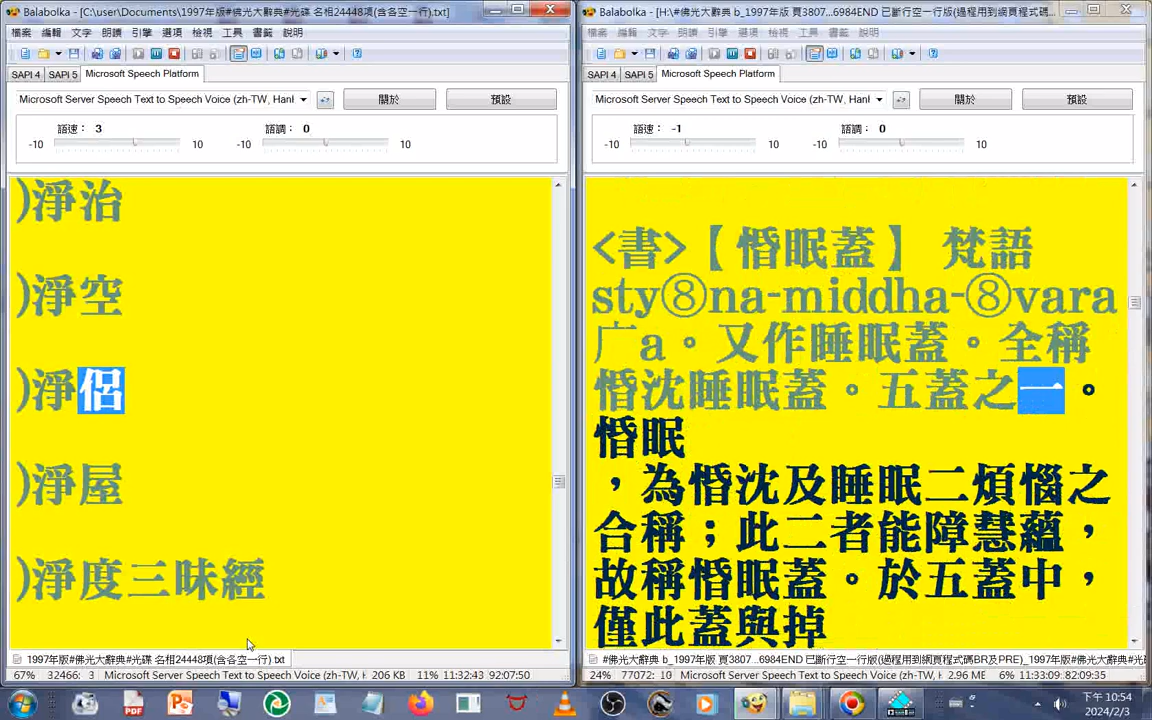 Balabolka - [C:\user\Documents\1997年版#佛光大辭典#光碟 名相24448項(含各空一行).txt]
檔案 編輯 文字 朗讀 引擎 選項 檢視 工具 書籤 說明
SAPI 4 SAPI 5 Microsoft Speech Platform
Microsoft Server Speech Text to Speech Voice (zh-TW, Hanl
關於 預設
語速： 3 語調： 0
-10 10 -10 10
)淨治
)淨空
)淨侶
)淨屋
)淨度三昧經
1997年版#佛光大辭典#光碟 名相24448項(含各空一行).txt
67% 32466: 3 Microsoft Server Speech Text to Speech Voice (zh-TW, H 206 KB 11% 11:32:43 92:07:50
Balabolka - [H:\#佛光大辭典 b_1997年版 頁3807...6984END 已斷行空一行版(過程用到網頁程式碼
檔案 編輯 文字 朗讀 引擎 選項 檢視 工具 書籤 說明
SAPI 4 SAPI 5 Microsoft Speech Platform
Microsoft Server Speech Text to Speech Voice (zh-TW, Hanl
關於 預設
語速： -1 語調： 0
-10 10 -10 10
<書>【惛眠蓋】 梵語
sty⑧na-middha-⑧vara
广a。又作睡眠蓋。全稱
惛沈睡眠蓋。五蓋之一。
惛眠
，為惛沈及睡眠二煩惱之
合稱；此二者能障慧蘊，
故稱惛眠蓋。於五蓋中，
僅此蓋與掉
#佛光大辭典 b_1997年版 頁3807...6984END 已斷行空一行版(過程用到網頁程式碼BR及PRE)_1997年版#光
24% 77072: 10 Microsoft Server Speech Text to Speech Voice (zh-TW, H 2.96 ME 6% 11:33:09 82:09:35
下午 10:54
2024/2/3